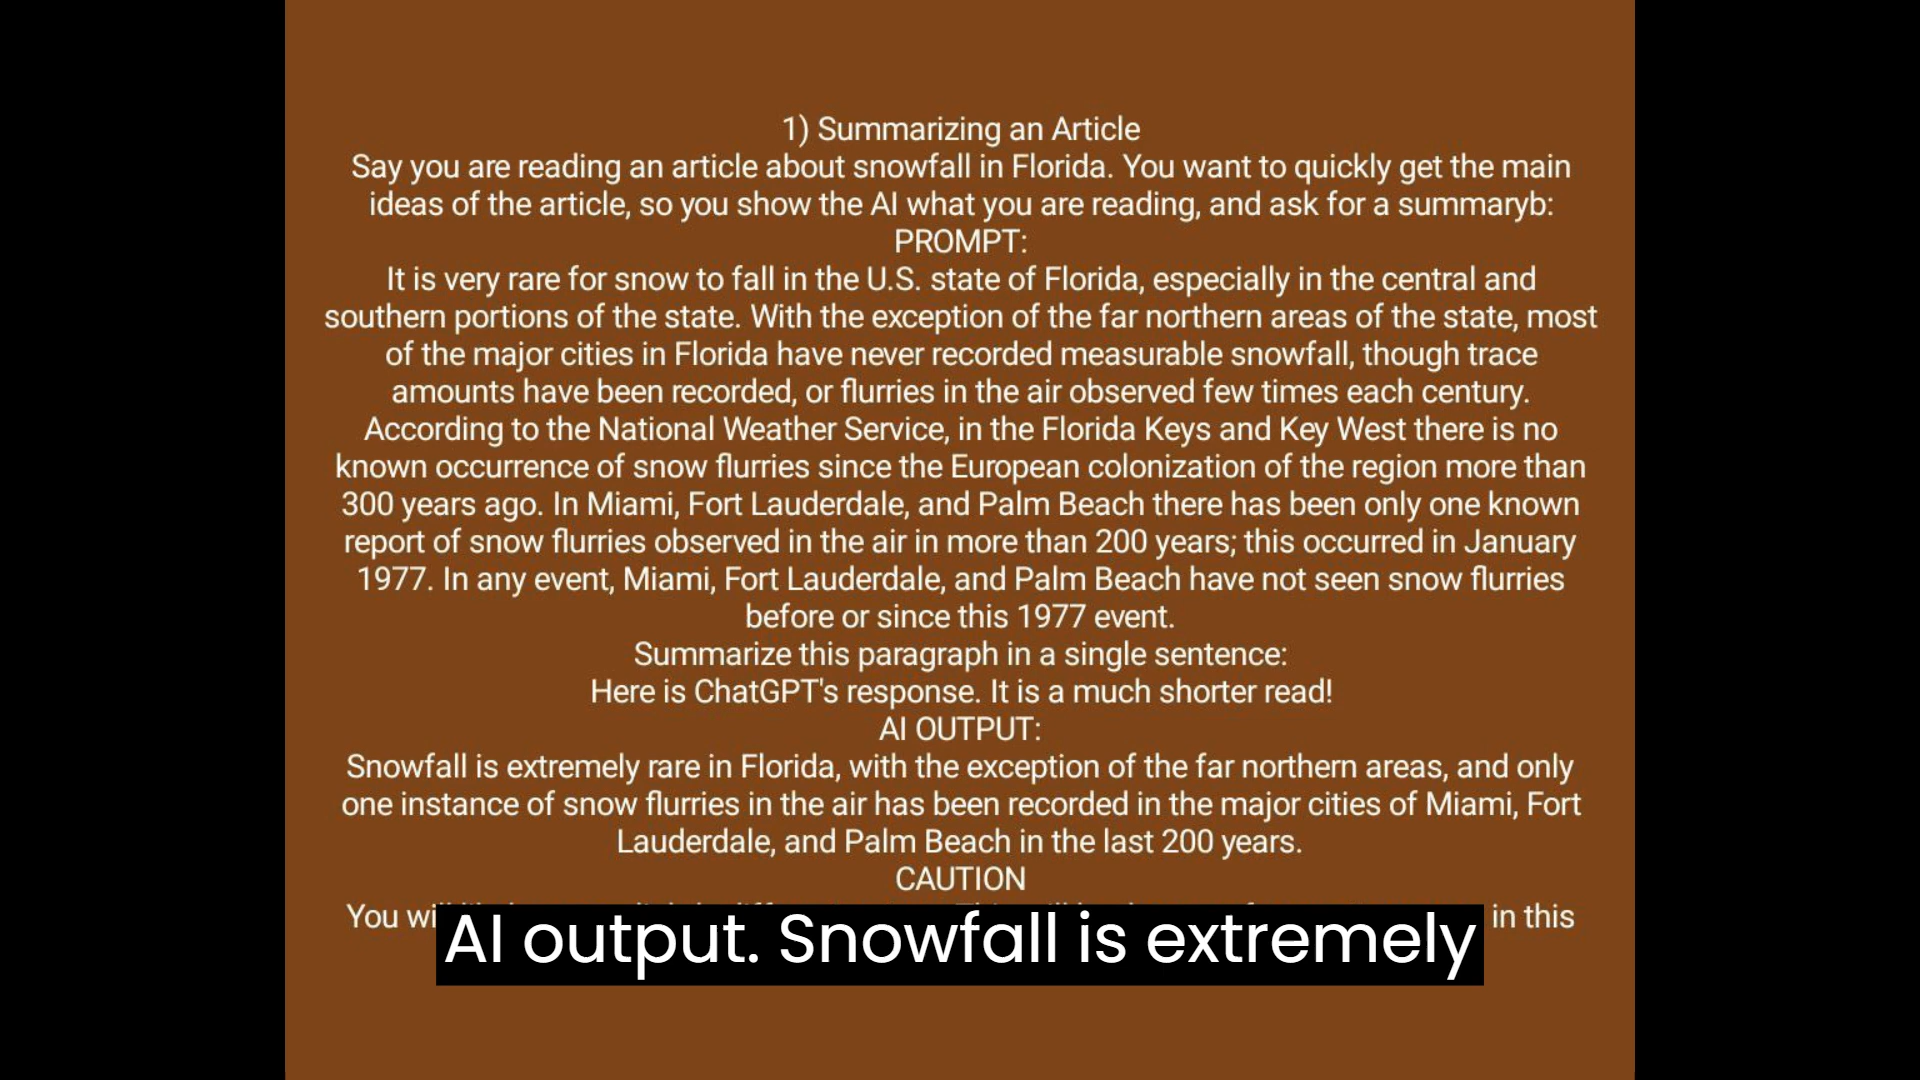 1) Summarizing an Article
Say you are reading an article about snowfall in Florida. You want to quickly get the main
ideas of the article, so you show the AI what you are reading, and ask for a summaryb:
PROMPT:
It is very rare for snow to fall in the U.S. state of Florida, especially in the central and
southern portions of the state. With the exception of the far northern areas of the state, most
of the major cities in Florida have never recorded measurable snowfall, though trace
amounts have been recorded, or flurries in the air observed few times each century.
According to the National Weather Service, in the Florida Keys and Key West there is no
known occurrence of snow flurries since the European colonization of the region more than
300 years ago. In Miami, Fort Lauderdale, and Palm Beach there has been only one known
report of snow flurries observed in the air in more than 200 years; this occurred in January
1977. In any event, Miami, Fort Lauderdale, and Palm Beach have not seen snow flurries
before or since this 1977 event.
Summarize this paragraph in a single sentence:
Here is ChatGPT's response. It is a much shorter read!
AI OUTPUT:
Snowfall is extremely rare in Florida, with the exception of the far northern areas, and only
one instance of snow flurries in the air has been recorded in the major cities of Miami, Fort
Lauderdale, and Palm Beach in the last 200 years.
CAUTION
You in this
AI output. Snowfall is extremely